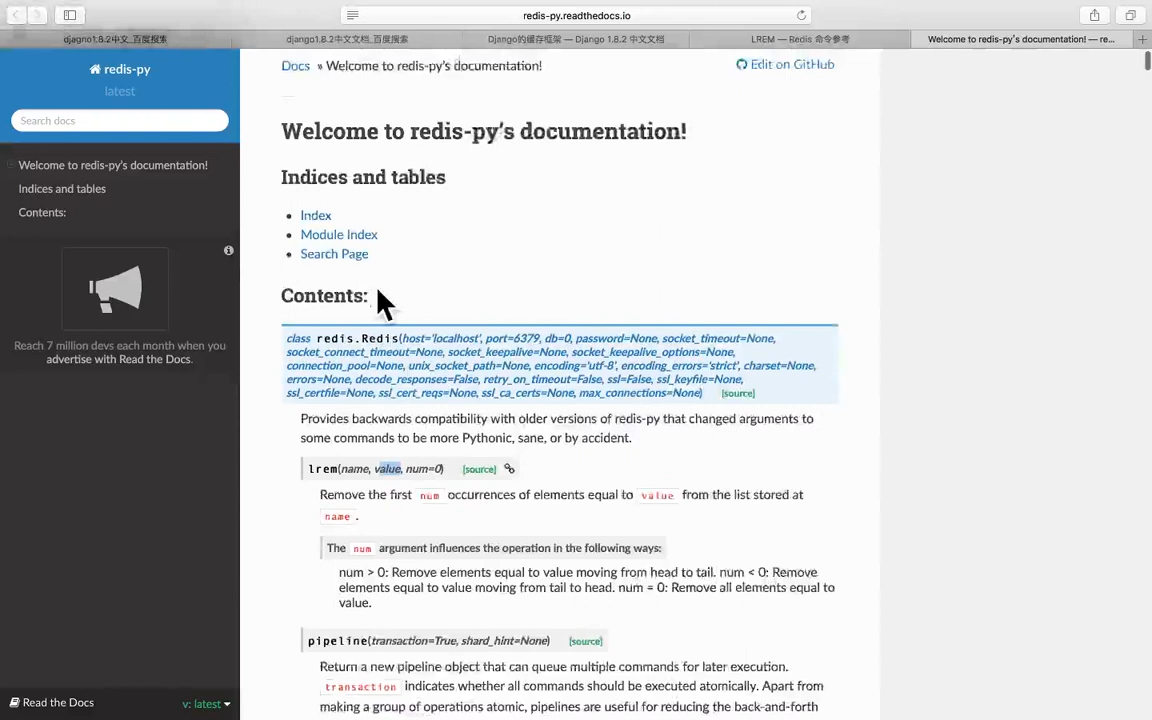 redis-py.readthedocs.io
djagno1.8.2中文_百度搜索
django1.8.2中文文档_百度搜索
Django的缓存框架 — Django 1.8.2 中文文档
LREM — Redis 命令参考
Welcome to redis-py's documentation! — re...
redis-py
latest
Search docs
Welcome to redis-py's documentation!
Indices and tables
Contents:
Reach 7 million devs each month when you
advertise with Read the Docs.
Read the Docs
v: latest
Docs » Welcome to redis-py's documentation!
Edit on GitHub
Welcome to redis-py's documentation!
Indices and tables
Index
Module Index
Search Page
Contents:
class redis.Redis(host='localhost', port=6379, db=0, password=None, socket_timeout=None,
socket_connect_timeout=None, socket_keepalive=None, socket_keepalive_options=None,
connection_pool=None, unix_socket_path=None, encoding='utf-8', encoding_errors='strict', charset=None,
errors=None, decode_responses=False, retry_on_timeout=False, ssl=False, ssl_keyfile=None,
ssl_certfile=None, ssl_cert_reqs=None, ssl_ca_certs=None, max_connections=None) [source]
Provides backwards compatibility with older versions of redis-py that changed arguments to
some commands to be more Pythonic, sane, or by accident.
lrem(name, value, num=0) [source]
Remove the first num occurrences of elements equal to value from the list stored at
name .
The num argument influences the operation in the following ways:
num > 0: Remove elements equal to value moving from head to tail. num < 0: Remove
elements equal to value moving from tail to head. num = 0: Remove all elements equal to
value.
pipeline(transaction=True, shard_hint=None) [source]
Return a new pipeline object that can queue multiple commands for later execution.
transaction indicates whether all commands should be executed atomically. Apart from
making a group of operations atomic, pipelines are useful for reducing the back-and-forth